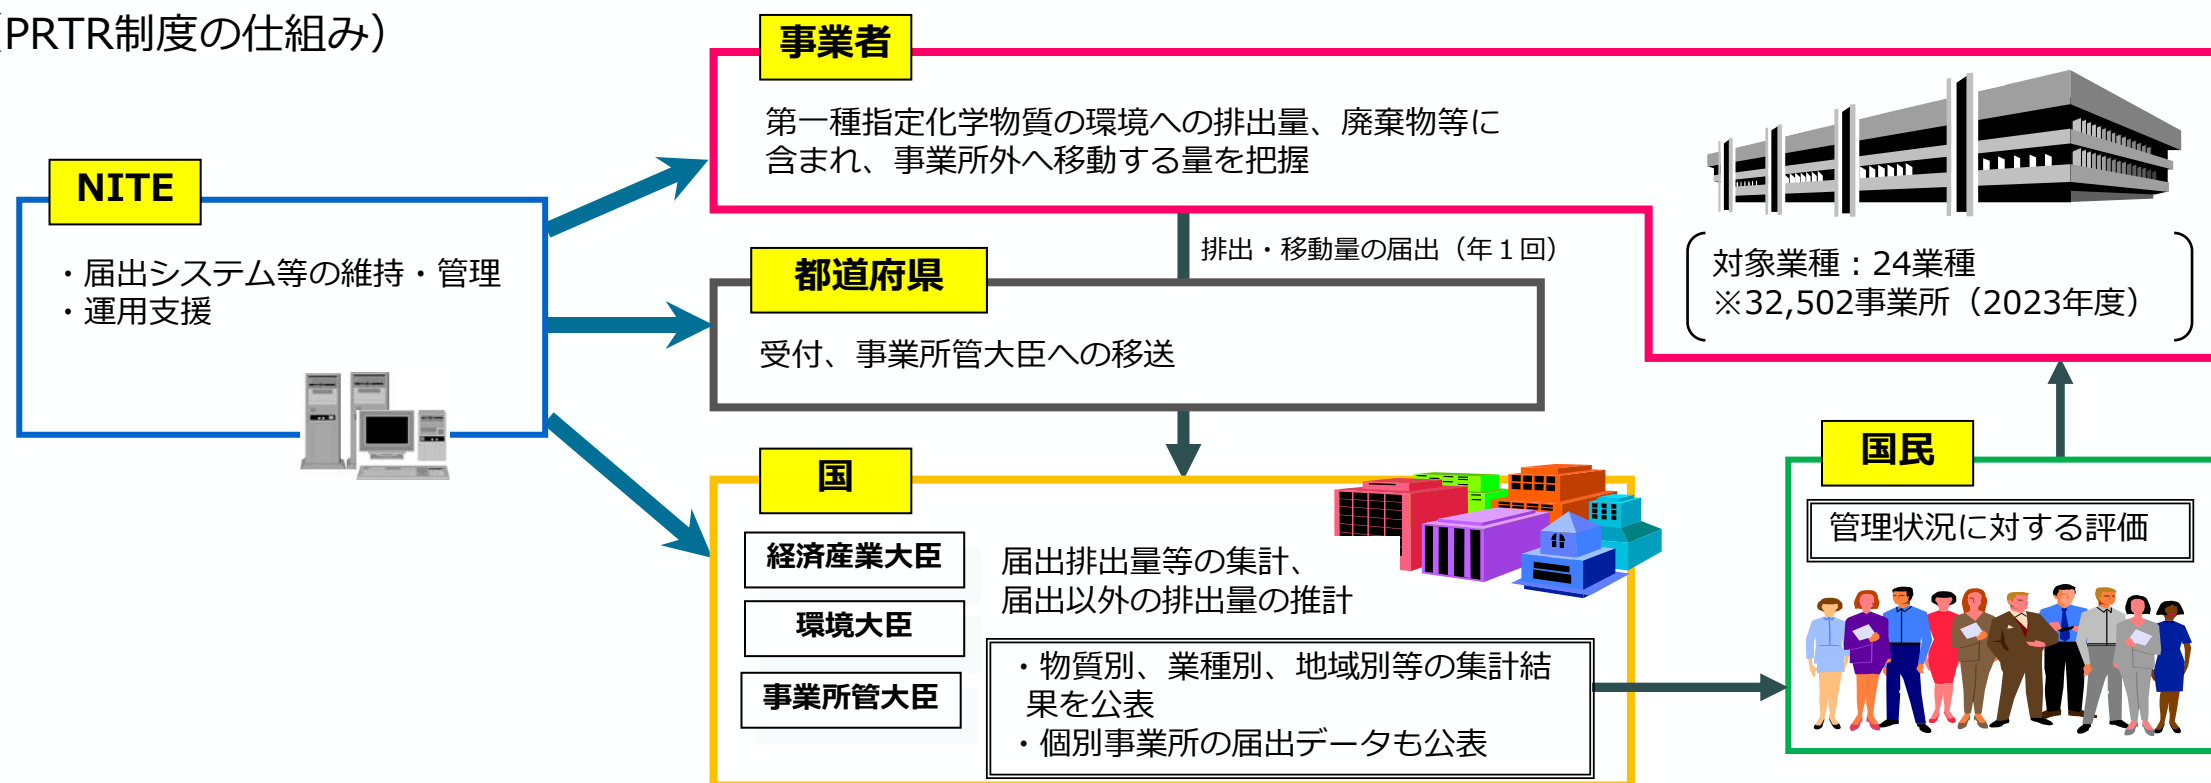 （PRTR制度の仕組み）
事業者
第一種指定化学物質の環境への排出量、廃棄物等に
含まれ、事業所外へ移動する量を把握
対象業種：24業種
※32,502事業所（2023年度）
NITE
・届出システム等の維持・管理
・運用支援
排出・移動量の届出（年１回）
都道府県
受付、事業所管大臣への移送
国
経済産業大臣
環境大臣
事業所管大臣
届出排出量等の集計、
届出以外の排出量の推計
・物質別、業種別、地域別等の集計結
果を公表
・個別事業所の届出データも公表
国民
管理状況に対する評価